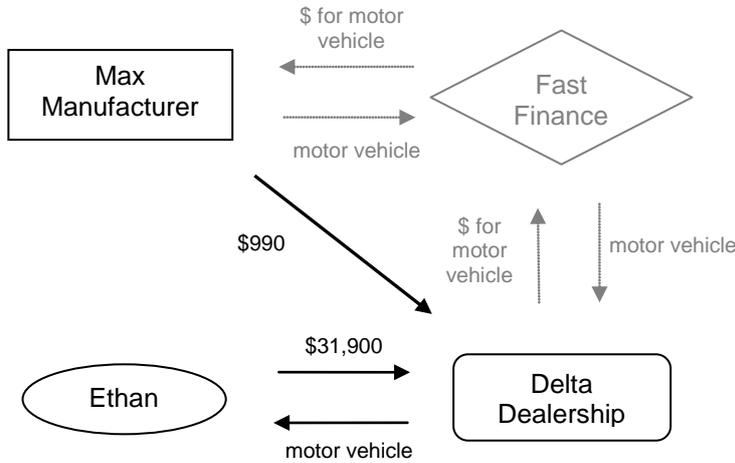 $ for motor
vehicle
Max
Manufacturer
Fast
Finance
motor vehicle
$990
$ for
motor
vehicle
motor vehicle
$31,900
Ethan
Delta
Dealership
motor vehicle